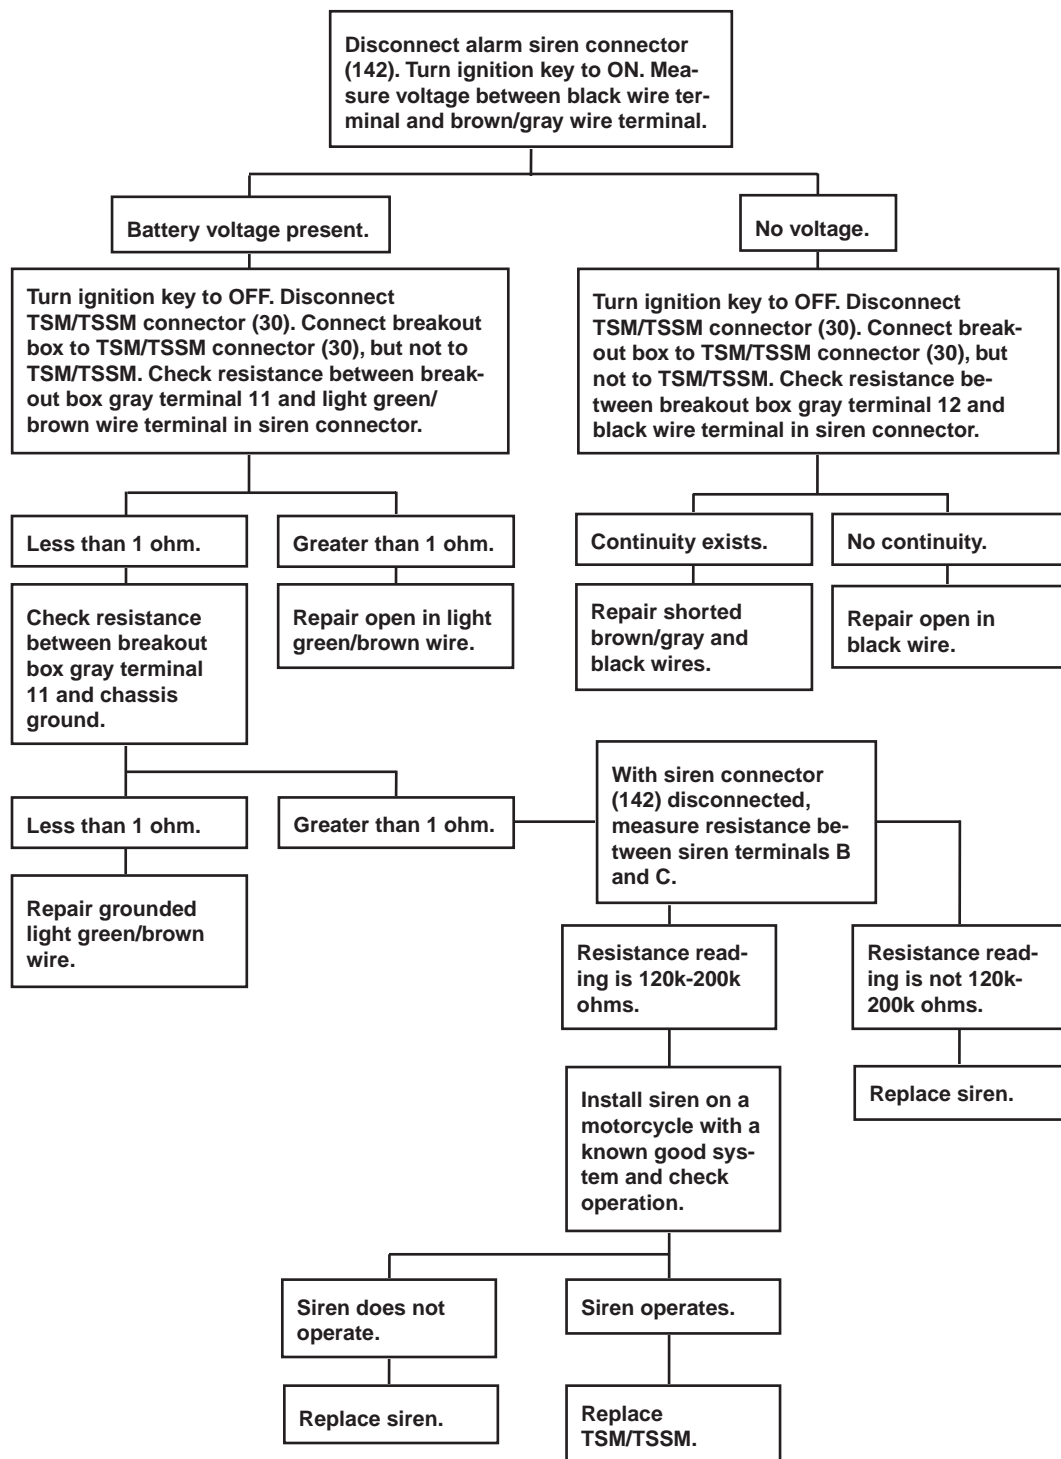 Disconnect alarm siren connector
(142). Turn ignition key to ON. Mea-
sure voltage between black wire ter-
minal and brown/gray wire terminal.
Battery voltage present.
No voltage.
Turn ignition key to OFF. Disconnect
TSM/TSSM connector (30). Connect breakout
box to TSM/TSSM connector (30), but not to
TSM/TSSM. Check resistance between break-
out box gray terminal 11 and light green/
brown wire terminal in siren connector.
Turn ignition key to OFF. Disconnect
TSM/TSSM connector (30). Connect break-
out box to TSM/TSSM connector (30), but
not to TSM/TSSM. Check resistance be-
tween breakout box gray terminal 12 and
black wire terminal in siren connector.
Less than 1 ohm.
Greater than 1 ohm.
Continuity exists.
No continuity.
Check resistance
between breakout
box gray terminal
11 and chassis
ground.
Repair open in light
green/brown wire.
Repair shorted
brown/gray and
black wires.
Repair open in
black wire.
Less than 1 ohm.
Greater than 1 ohm.
With siren connector
(142) disconnected,
measure resistance be-
tween siren terminals B
and C.
Repair grounded
light green/brown
wire.
Resistance read-
ing is 120k-200k
ohms.
Resistance read-
ing is not 120k-
200k ohms.
Install siren on a
motorcycle with a
known good sys-
tem and check
operation.
Replace siren.
Siren does not
operate.
Siren operates.
Replace siren.
Replace
TSM/TSSM.